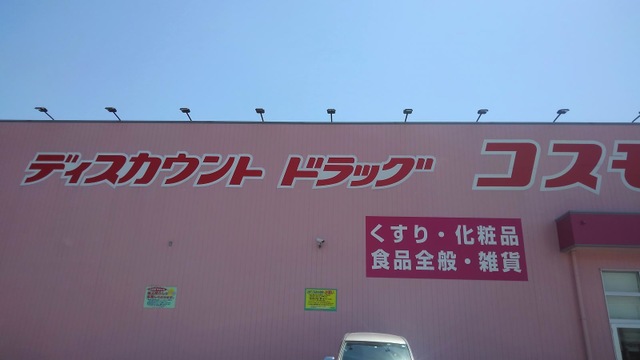 ディスカウント ドラッグ コスモ
くすり・化粧品
食品全般・雑貨